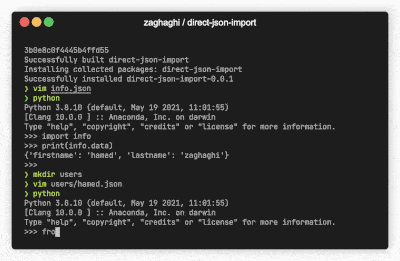 zaghaghi / direct-json-import
3b0e8c0f4445b4ffd55
Successfully built direct-json-import
Installing collected packages: direct-json-import
Successfully installed direct-json-import-0.0.1
❯ vim info.json
❯ python
Python 3.8.10 (default, May 19 2021, 11:01:55)
[Clang 10.0.0 ] :: Anaconda, Inc. on darwin
Type "help", "copyright", "credits" or "license" for more information.
>>> import info
>>> print(info.data)
{'firstname': 'hamed', 'lastname': 'zaghaghi'}
>>>
❯ mkdir users
❯ vim users/hamed.json
❯ python
Python 3.8.10 (default, May 19 2021, 11:01:55)
[Clang 10.0.0 ] :: Anaconda, Inc. on darwin
Type "help", "copyright", "credits" or "license" for more information.
>>> fro